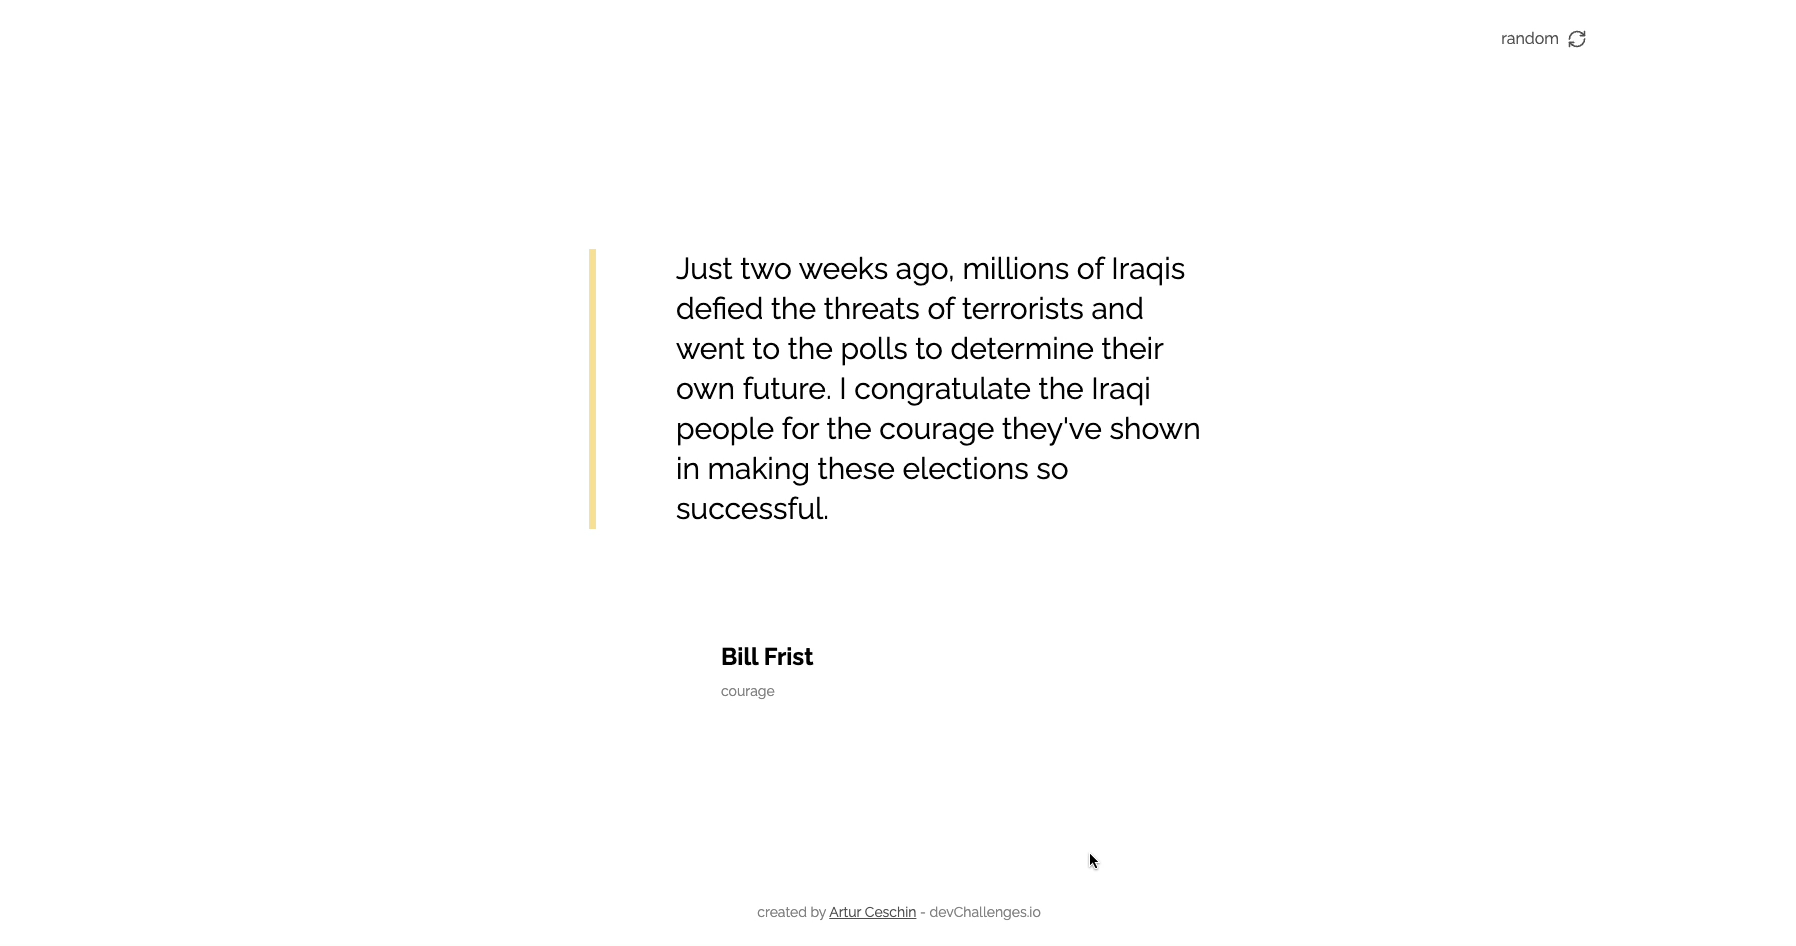 random
Just two weeks ago, millions of Iraqis
defied the threats of terrorists and
went to the polls to determine their
own future. I congratulate the Iraqi
people for the courage they've shown
in making these elections so
successful.
Bill Frist
courage
created by Artur Ceschin - devChallenges.io